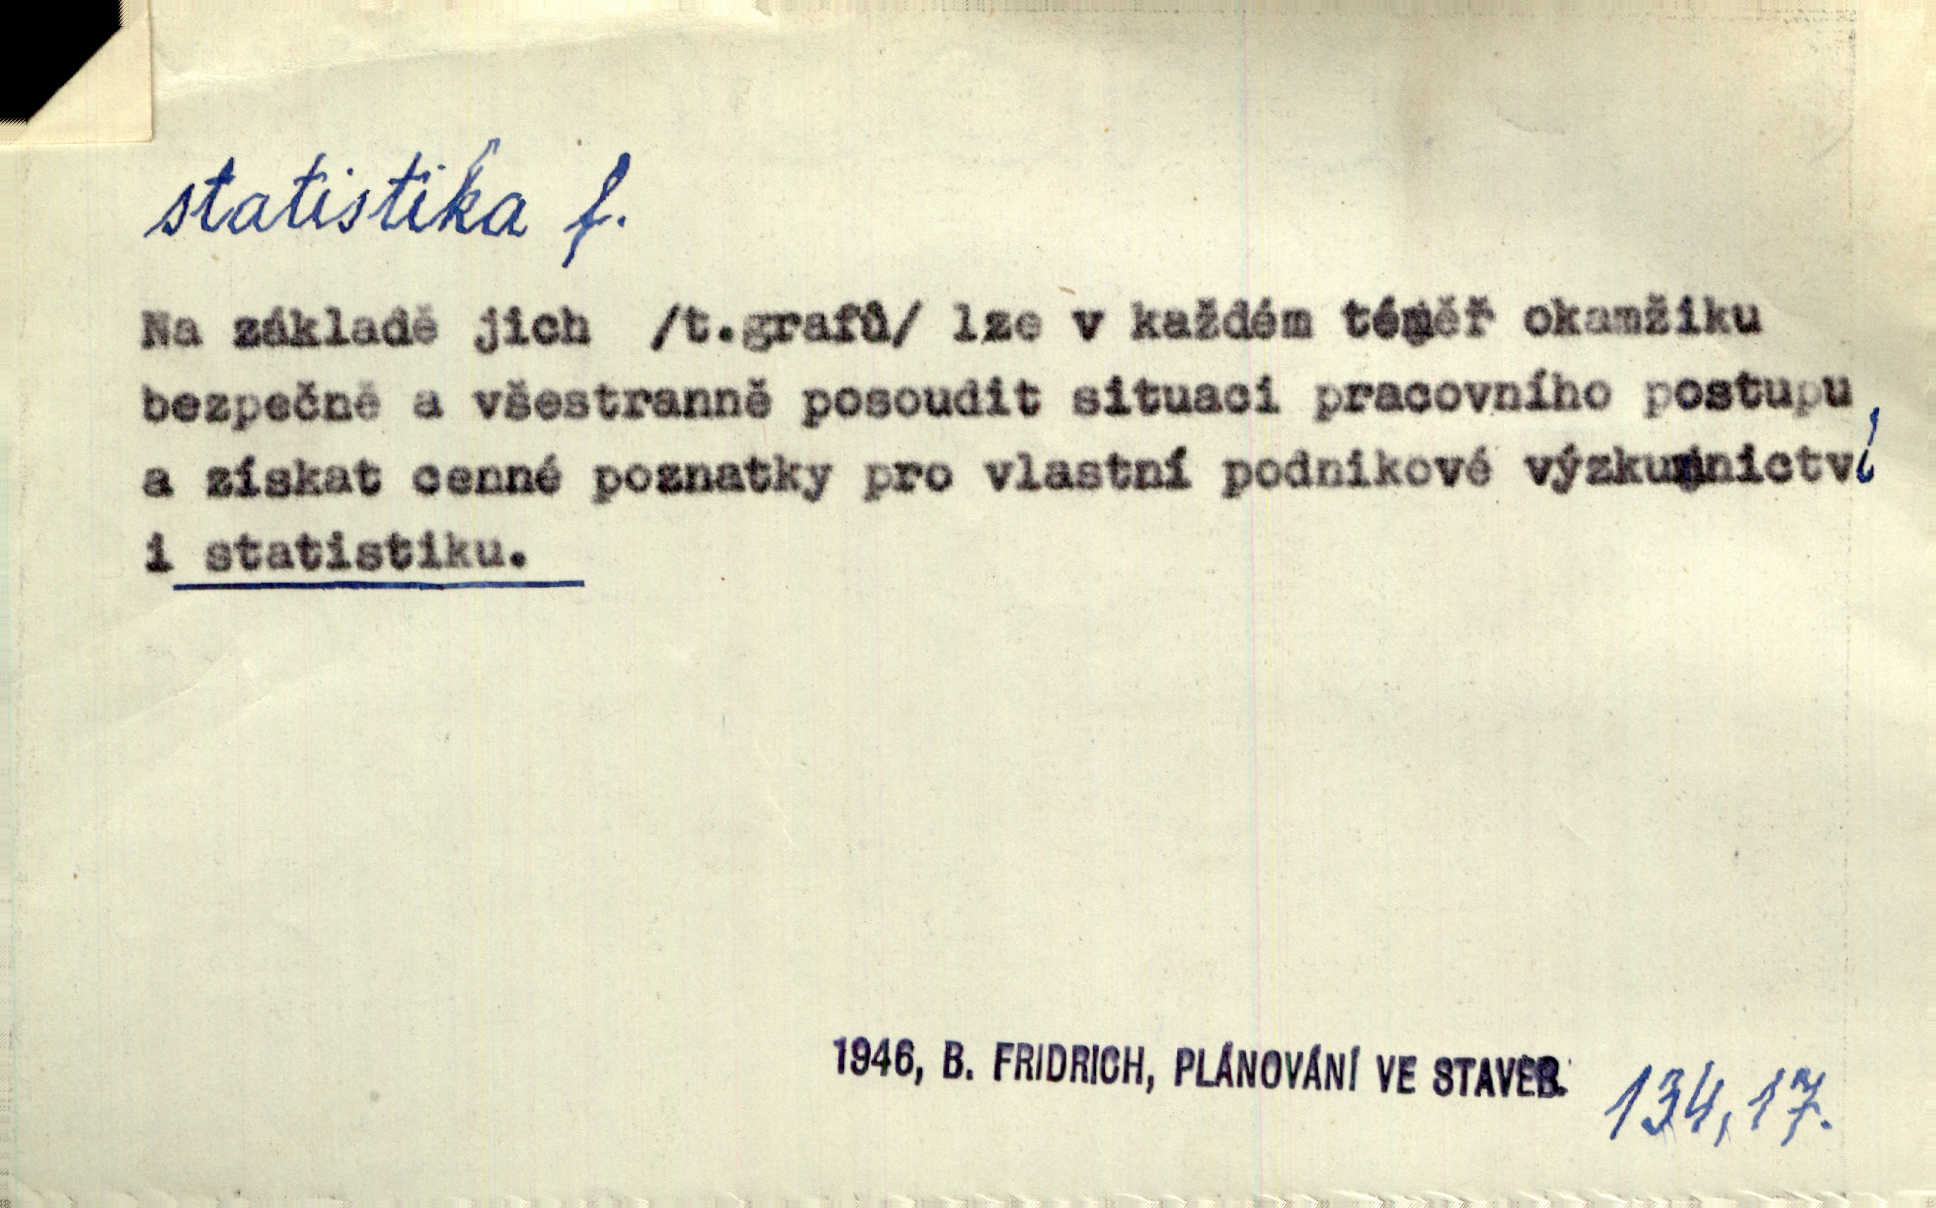 statistika f.
Na základě jich /t.grafů/ lze v každém téměř okamžiku
bezpečně a všestranně posoudit situaci pracovního postupu
a získat cenné poznatky pro vlastní podnikové výzkumnictví
i statistiku.
1946, B. FRIDRICH, PLÁNOVÁNÍ VE STAVEB.
134,17.